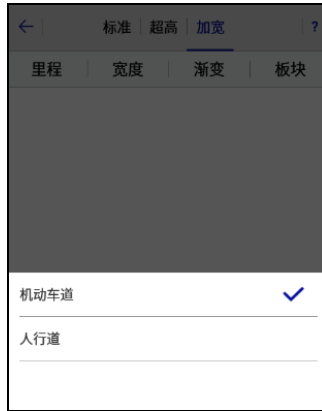 ← 标准 超高 加宽 ?
里程 宽度 渐变 板块
机动车道
人行道